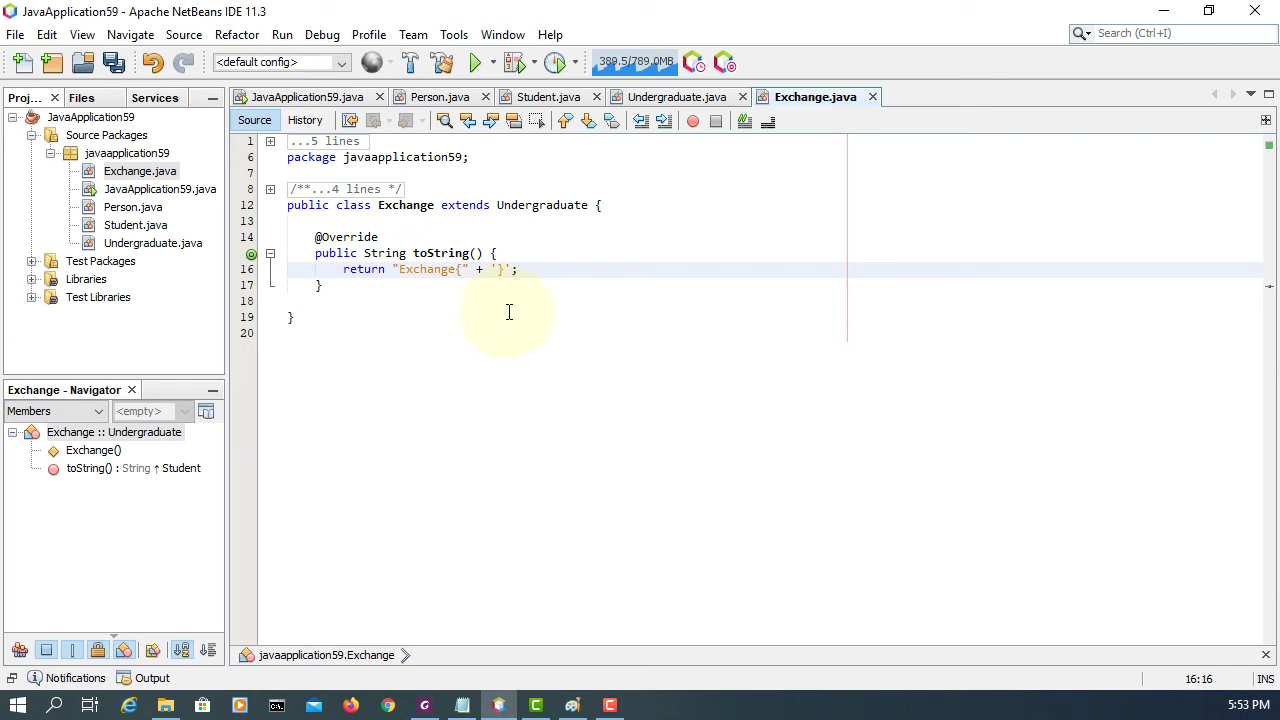 JavaApplication59 - Apache NetBeans IDE 11.3
File Edit View Navigate Source Refactor Run Debug Profile Team Tools Window Help
Search (Ctrl+I)
<default config>
389.5/789.0MB
Proj... Files Services
JavaApplication59.java Person.java Student.java Undergraduate.java Exchange.java
Source History
JavaApplication59
Source Packages
javaapplication59
Exchange.java
JavaApplication59.java
Person.java
Student.java
Undergraduate.java
Test Packages
Libraries
Test Libraries
1 ...5 lines
6 package javaapplication59;
7
8 /**...4 lines */
12 public class Exchange extends Undergraduate {
13
14 @Override
public String toString() {
16 return "Exchange{" + '}';
17 }
18
19 }
20
Exchange - Navigator
Members <empty>
Exchange :: Undergraduate
Exchange()
toString() : String ↑ Student
javaapplication59.Exchange
Notifications Output
16:16 INS
5:53 PM